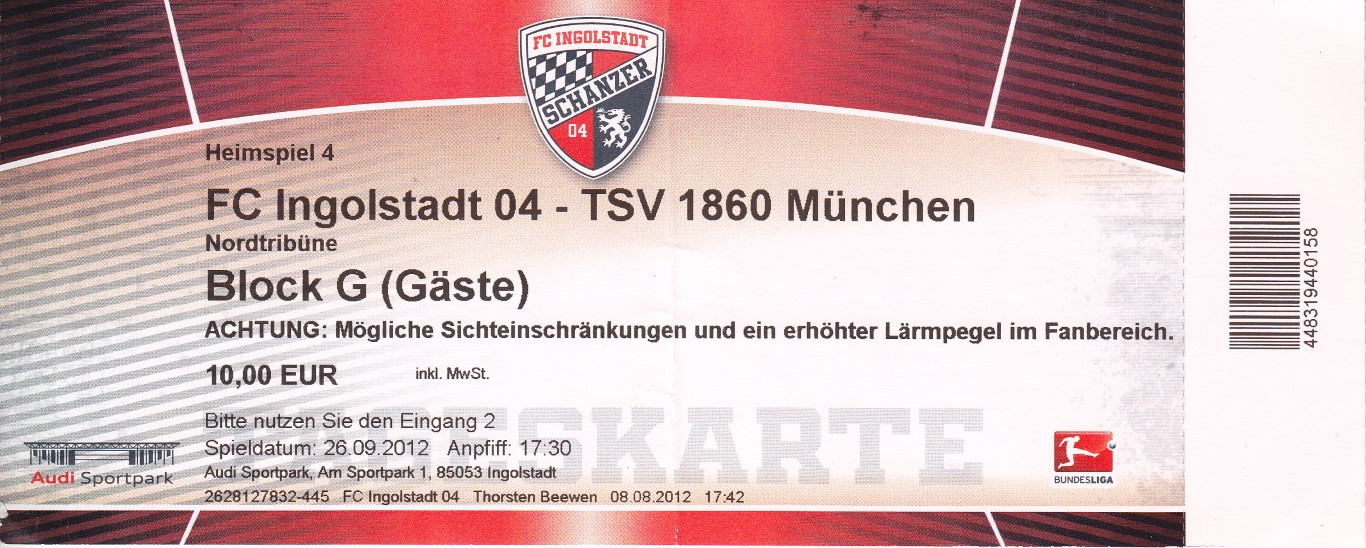 FC INGOLSTADT
SCHANZER
04
Heimspiel 4
FC Ingolstadt 04 - TSV 1860 München
Nordtribüne
Block G (Gäste)
ACHTUNG: Mögliche Sichteinschränkungen und ein erhöhter Lärmpegel im Fanbereich.
10,00 EUR inkl. MwSt.
Bitte nutzen Sie den Eingang 2
Spieldatum: 26.09.2012 Anpfiff: 17:30
Audi Sportpark, Am Sportpark 1, 85053 Ingolstadt
2628127832-445 FC Ingolstadt 04 Thorsten Beewen 08.08.2012 17:42
Audi Sportpark
BUNDESLIGA
448319440158